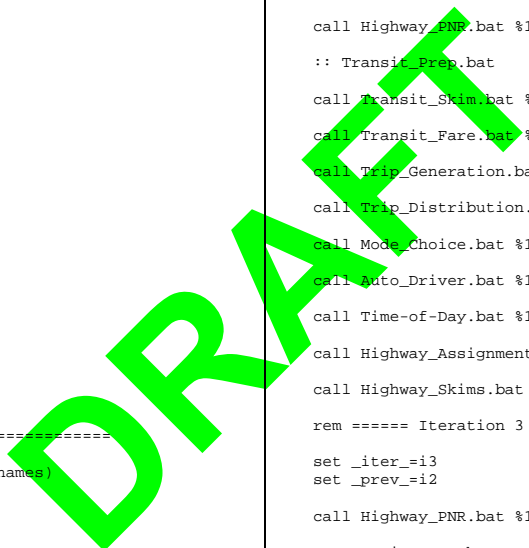 ============
names)
call Highway_PNR.bat %1
:: Transit_Prep.bat
call Transit_Skim.bat %
call Transit_Fare.bat %
call Trip_Generation.ba
call Trip_Distribution.
call Mode_Choice.bat %1
call Auto_Driver.bat %1
call Time-of-Day.bat %1
call Highway_Assignment
call Highway_Skims.bat
rem ====== Iteration 3
set _iter_=i3
set _prev_=i2
call Highway_PNR.bat %1
DRAFT